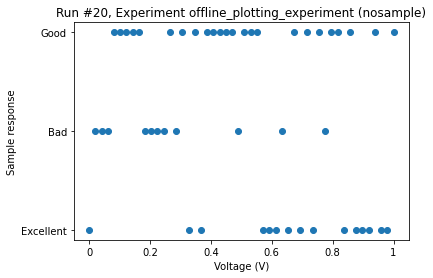 Run #20, Experiment offline_plotting_experiment (nosample)
Good
Bad
Excellent
Sample response
0 0.2 0.4 0.6 0.8 1
Voltage (V)